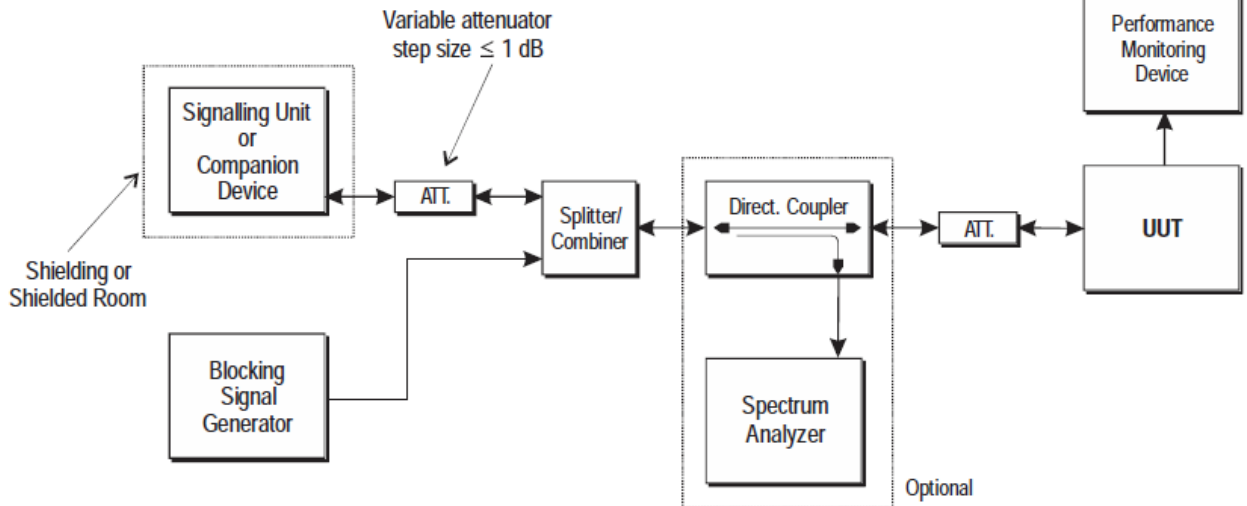 Variable attenuator
step size ≤ 1 dB
Performance
Monitoring
Device
Signalling Unit
or
Companion
Device
ATT.
Splitter/
Combiner
Direct. Coupler
ATT.
UUT
Shielding or
Shielded Room
Blocking
Signal
Generator
Spectrum
Analyzer
Optional